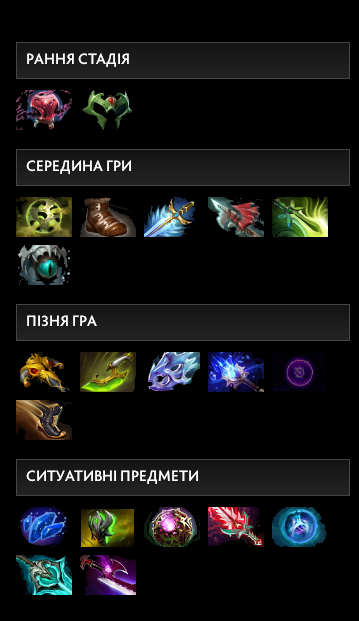 РАННЯ СТАДІЯ
СЕРЕДИНА ГРИ
ПІЗНЯ ГРА
СИТУАТИВНІ ПРЕДМЕТИ